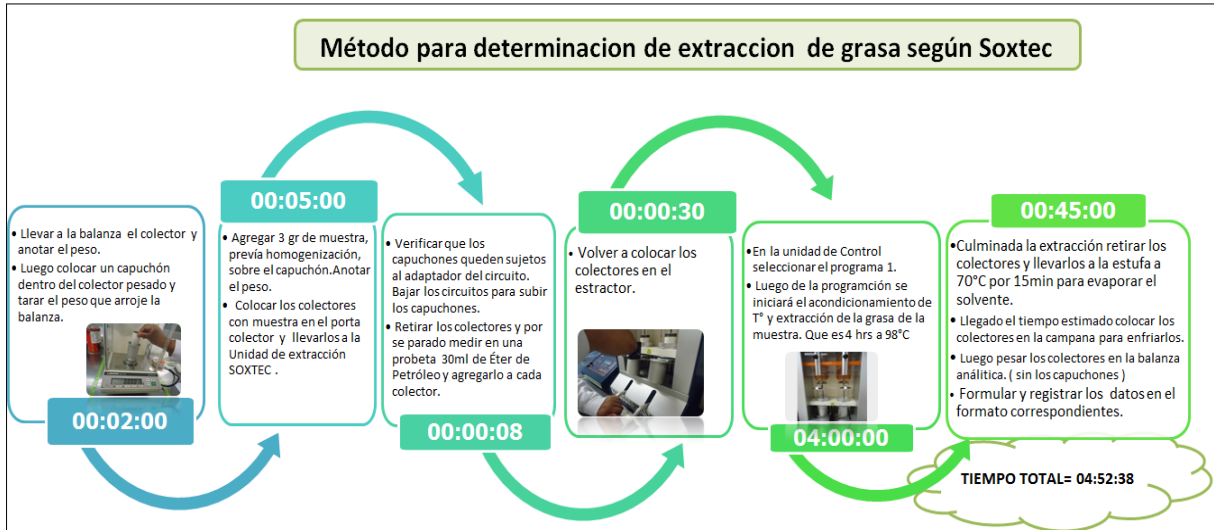 Método para determinacion de extraccion de grasa según Soxtec
• Llevar a la balanza el colector y
anotar el peso.
• Luego colocar un capuchón
dentro del colector pesado y
tarar el peso que arroje la
balanza.
00:02:00
00:05:00
• Agregar 3 gr de muestra,
prevía homogenización,
sobre el capuchón.Anotar
el peso.
• Colocar los colectores
con muestra en el porta
colector y llevarlos a la
Unidad de extracción
SOXTEC .
• Verificar que los
capuchones queden sujetos
al adaptador del circuito.
Bajar los circuitos para subir
los capuchones.
• Retirar los colectores y por
se parado medir en una
probeta 30ml de Éter de
Petróleo y agregarlo a cada
colector.
00:00:08
00:00:30
• Volver a colocar los
colectores en el
estractor.
• En la unidad de Control
seleccionar el programa 1.
• Luego de la programción se
iniciará el acondicionamiento de
T° y extracción de la grasa de la
muestra. Que es 4 hrs a 98°C
04:00:00
00:45:00
• Culminada la extracción retirar los
colectores y llevarlos a la estufa a
70°C por 15min para evaporar el
solvente.
• Llegado el tiempo estimado colocar los
colectores en la campana para enfriarlos.
• Luego pesar los colectores en la balanza
análitica. ( sin los capuchones )
• Formular y registrar los datos en el
formato correspondientes.
TIEMPO TOTAL= 04:52:38